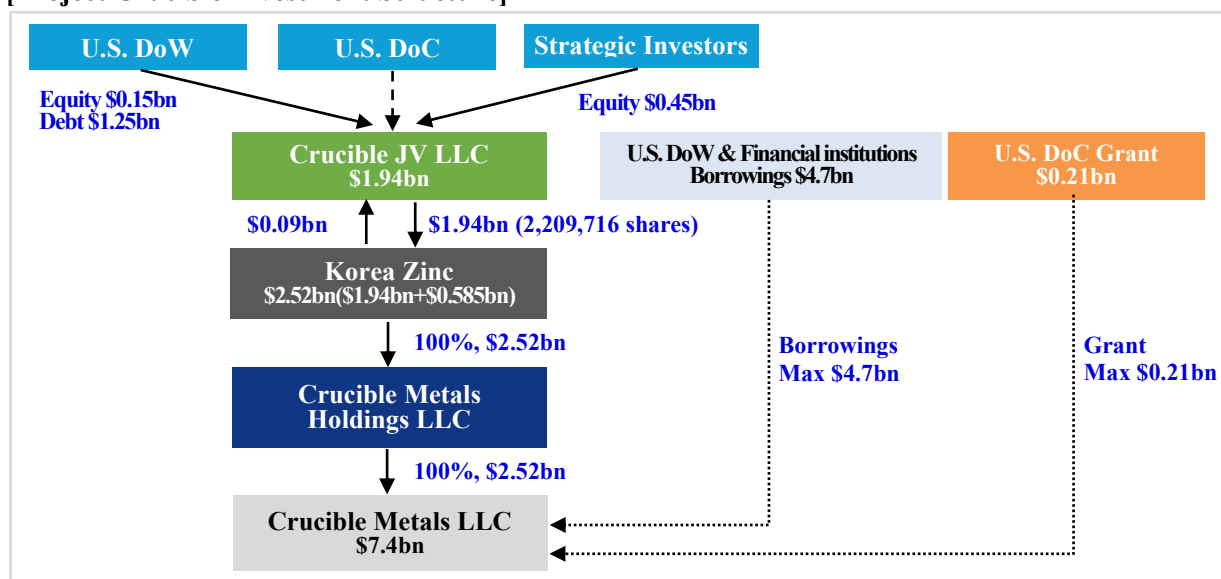 U.S. DoW
U.S. DoC
Strategic Investors
Equity $0.15bn
Debt $1.25bn
Equity $0.45bn
Crucible JV LLC
$1.94bn
U.S. DoW & Financial institutions
Borrowings $4.7bn
U.S. DoC Grant
$0.21bn
$0.09bn
$1.94bn (2,209,716 shares)
Korea Zinc
$2.52bn($1.94bn+$0.585bn)
100%, $2.52bn
Borrowings
Max $4.7bn
Grant
Max $0.21bn
Crucible Metals
Holdings LLC
100%, $2.52bn
Crucible Metals LLC
$7.4bn